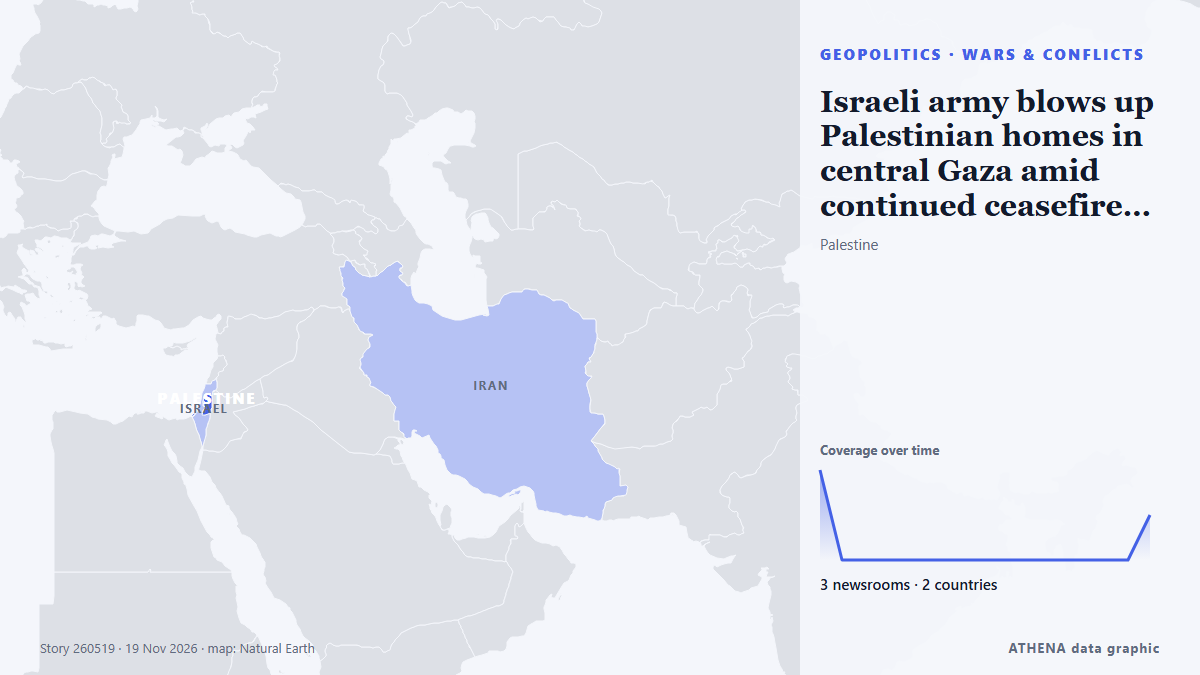 GEOPOLITICS · WARS & CONFLICTS
Israeli army blows up
Palestinian homes in
central Gaza amid
continued ceasefire...
Palestine
IRAN
PALESTINE
ISRAEL
Coverage over time
3 newsrooms · 2 countries
Story 260519 · 19 Nov 2026 · map: Natural Earth
ATHENA data graphic